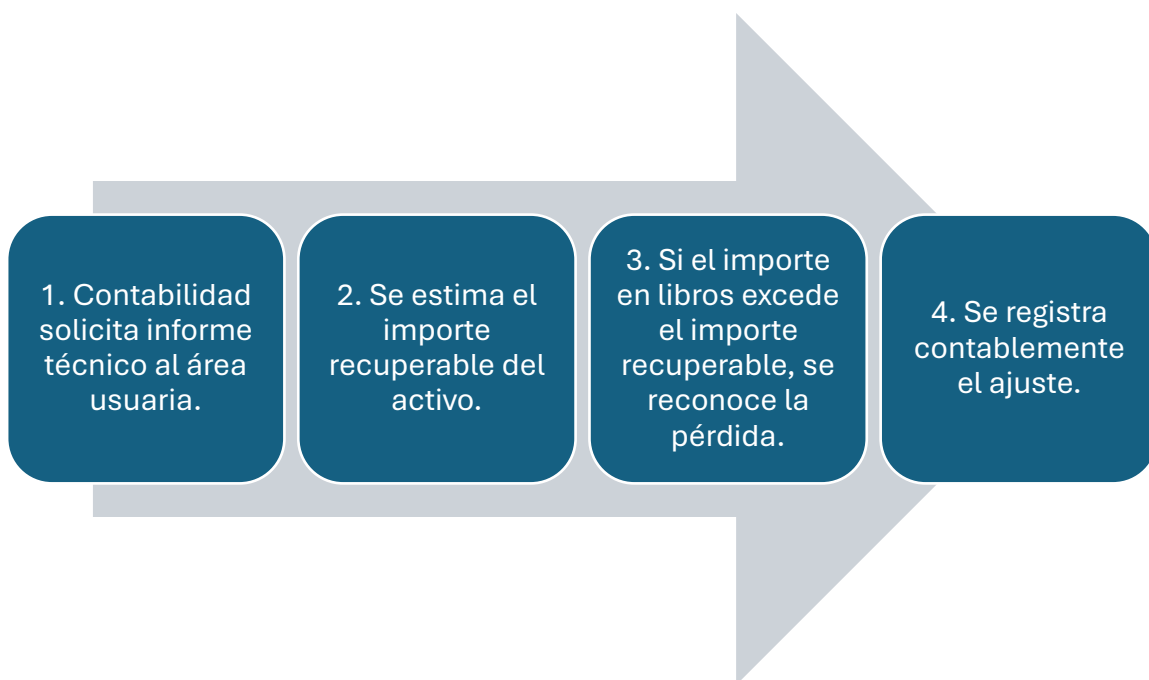 1. Contabilidad
solicita informe
técnico al área
usuaria.
2. Se estima el
importe
recuperable del
activo.
3. Si el importe
en libros excede
el importe
recuperable, se
reconoce la
pérdida.
4. Se registra
contablemente
el ajuste.